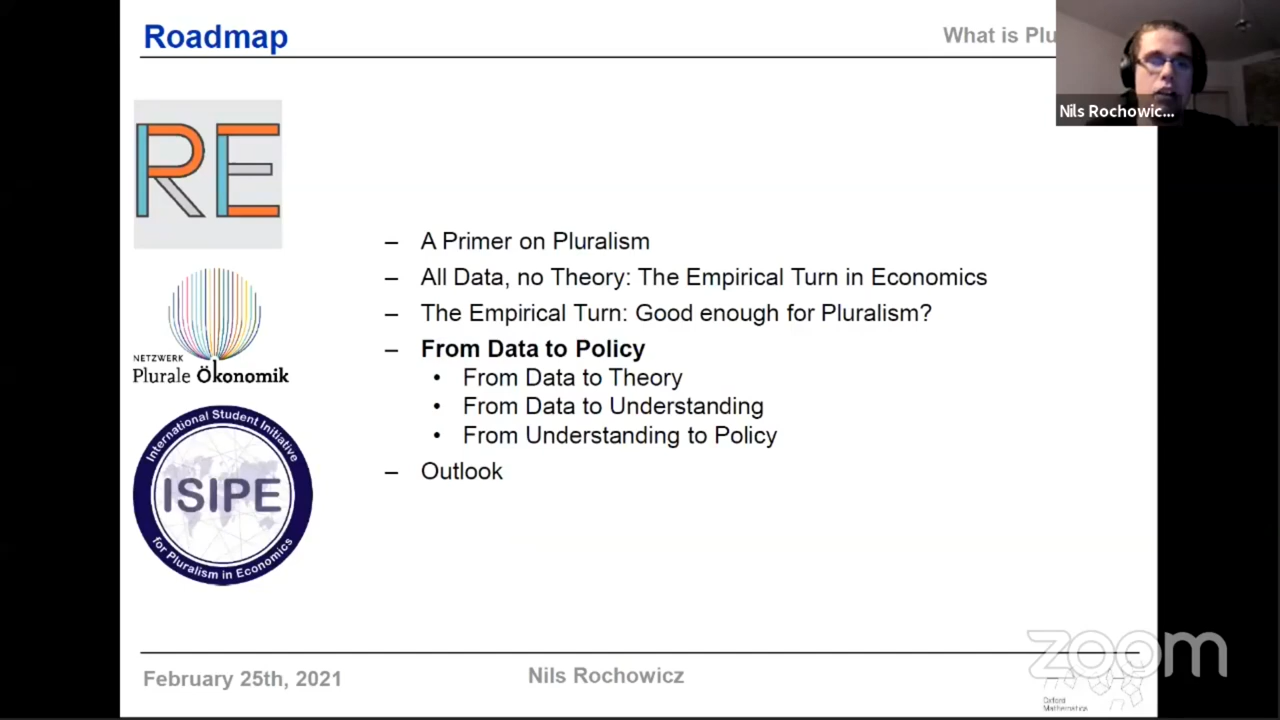 Roadmap
What is Plu
Nils Rochowic...
RE
– A Primer on Pluralism
– All Data, no Theory: The Empirical Turn in Economics
– The Empirical Turn: Good enough for Pluralism?
– From Data to Policy
• From Data to Theory
• From Data to Understanding
• From Understanding to Policy
– Outlook
NETZWERK
Plurale Ökonomik
International Student Initiative
ISIPE
for Pluralism in Economics
February 25th, 2021
Nils Rochowicz
zoom
Oxford
Mathematics